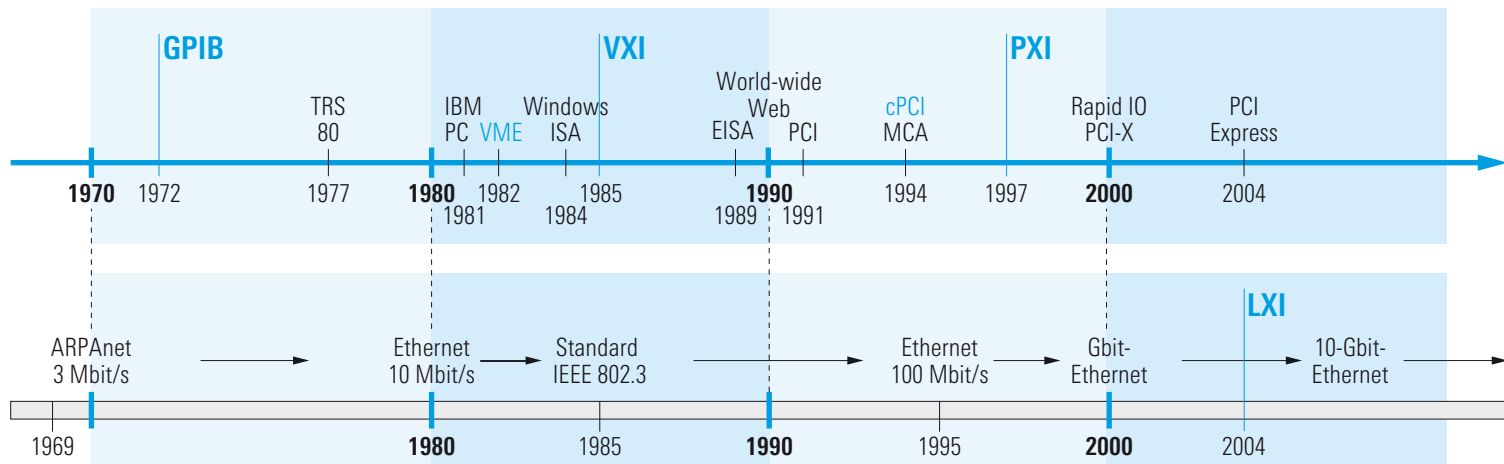 GPIB
VXI
PXI
World-wide
TRS
IBM
Windows
Web
cPCI
Rapid IO
PCI
80
PC
VME
ISA
EISA
PCI
MCA
PCI-X
Express
1970
1972
1977
1980
1982
1985
1990
1994
1997
2000
2004
1981
1984
1989
1991
LXI
ARPAnet
3 Mbit/s
Ethernet
10 Mbit/s
Standard
IEEE 802.3
Ethernet
100 Mbit/s
Gbit-
Ethernet
10-Gbit-
Ethernet
1969
1980
1985
1990
1995
2000
2004